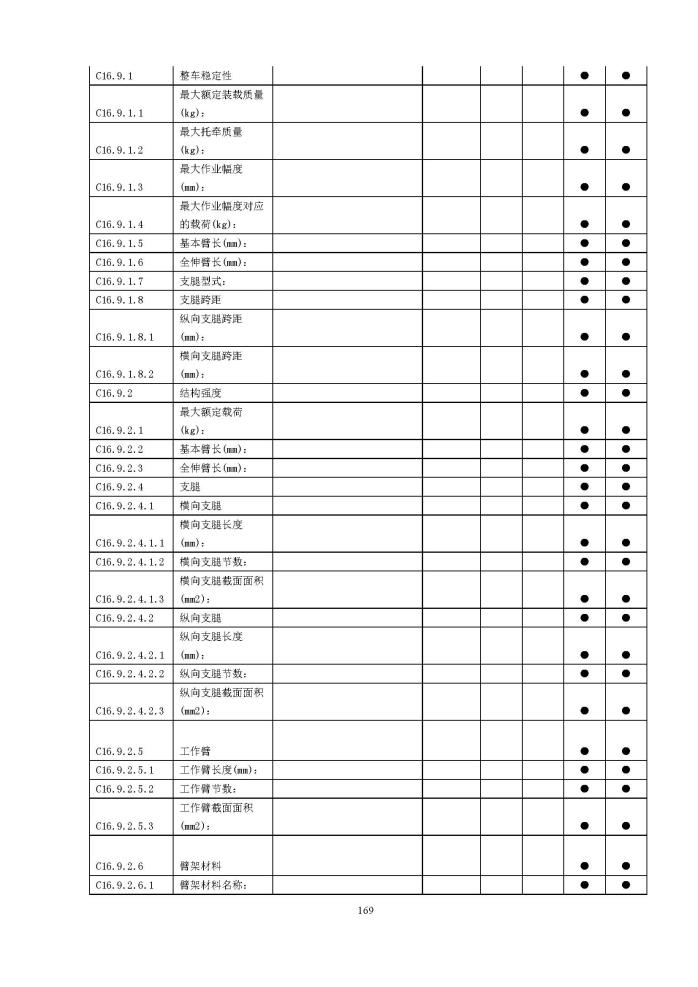 C16.9.1 整车稳定性 ● ●
最大额定装载质量
C16.9.1.1 (kg): ● ●
最大托牵质量
C16.9.1.2 (kg): ● ●
最大作业幅度
C16.9.1.3 (mm): ● ●
最大作业幅度对应
C16.9.1.4 的载荷(kg): ● ●
C16.9.1.5 基本臂长(mm): ● ●
C16.9.1.6 全伸臂长(mm): ● ●
C16.9.1.7 支腿型式: ● ●
C16.9.1.8 支腿跨距 ● ●
纵向支腿跨距
C16.9.1.8.1 (mm): ● ●
横向支腿跨距
C16.9.1.8.2 (mm): ● ●
C16.9.2 结构强度 ● ●
最大额定载荷
C16.9.2.1 (kg): ● ●
C16.9.2.2 基本臂长(mm): ● ●
C16.9.2.3 全伸臂长(mm): ● ●
C16.9.2.4 支腿 ● ●
C16.9.2.4.1 横向支腿 ● ●
横向支腿长度
C16.9.2.4.1.1 (mm): ● ●
C16.9.2.4.1.2 横向支腿节数: ● ●
横向支腿截面面积
C16.9.2.4.1.3 (mm2): ● ●
C16.9.2.4.2 纵向支腿 ● ●
纵向支腿长度
C16.9.2.4.2.1 (mm): ● ●
C16.9.2.4.2.2 纵向支腿节数: ● ●
纵向支腿截面面积
C16.9.2.4.2.3 (mm2): ● ●
C16.9.2.5 工作臂 ● ●
C16.9.2.5.1 工作臂长度(mm): ● ●
C16.9.2.5.2 工作臂节数: ● ●
工作臂截面面积
C16.9.2.5.3 (mm2): ● ●
C16.9.2.6 臂架材料 ● ●
C16.9.2.6.1 臂架材料名称: ● ●
169